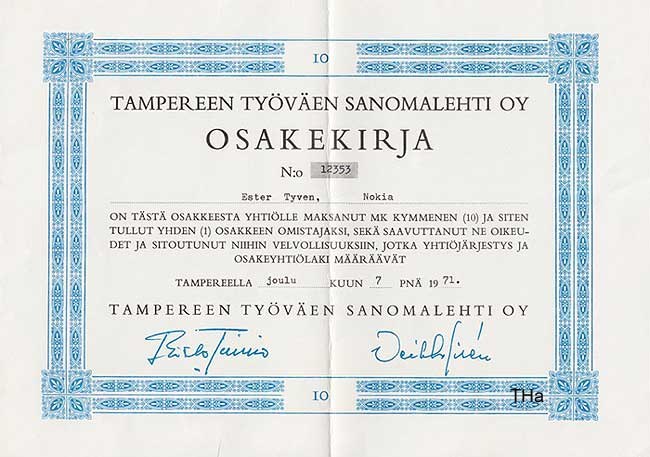 10
TAMPEREEN TYÖVÄEN SANOMALEHTI OY
OSAKEKIRJA
N:o 12353
Ester Tyven, Nokia
ON TÄSTÄ OSAKKEESTA YHTIÖLLE MAKSANUT MK KYMMENEN (10) JA SITEN
TULLUT YHDEN (1) OSAKKEEN OMISTAJAKSI, SEKÄ SAAVUTTANUT NE OIKEU-
DET JA SITOUTUNUT NIIHIN VELVOLLISUUKSIIN, JOTKA YHTIÖJÄRJESTYS JA
OSAKEYHTIÖLAKI MÄÄRÄÄVÄT
TAMPEREELLA joulu KUUN 7 PNÄ 1971.
TAMPEREEN TYÖVÄEN SANOMALEHTI OY
10
THa